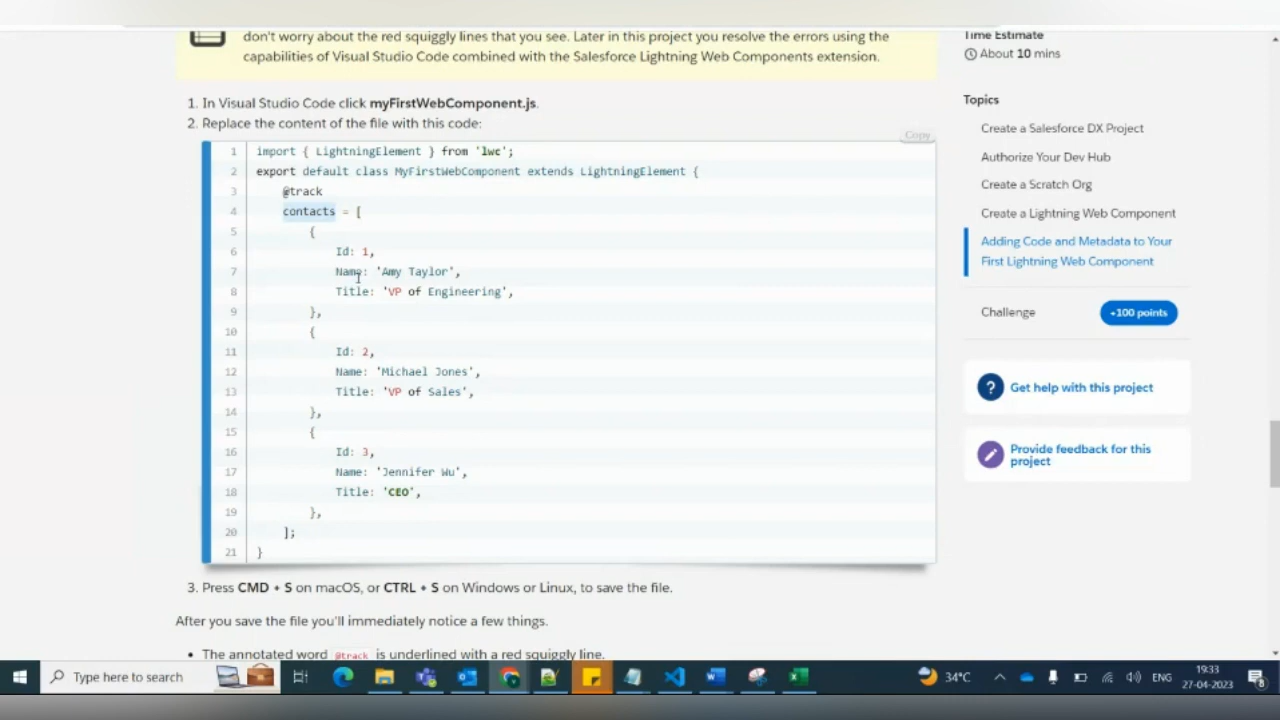 don't worry about the red squiggly lines that you see. Later in this project you resolve the errors using the
capabilities of Visual Studio Code combined with the Salesforce Lightning Web Components extension.
1. In Visual Studio Code click myFirstWebComponent.js.
2. Replace the content of the file with this code:
Copy
1 import { LightningElement } from 'lwc';
2 export default class MyFirstWebComponent extends LightningElement {
3 @track
4 contacts = [
5 {
6 Id: 1,
7 Name: 'Amy Taylor',
8 Title: 'VP of Engineering',
9 },
10 {
11 Id: 2,
12 Name: 'Michael Jones',
13 Title: 'VP of Sales',
14 },
15 {
16 Id: 3,
17 Name: 'Jennifer Wu',
18 Title: 'CEO',
19 },
20 ];
21 }
3. Press CMD + S on macOS, or CTRL + S on Windows or Linux, to save the file.
After you save the file you'll immediately notice a few things.
• The annotated word @track is underlined with a red squiggly line.
Time Estimate
About 10 mins
Topics
Create a Salesforce DX Project
Authorize Your Dev Hub
Create a Scratch Org
Create a Lightning Web Component
Adding Code and Metadata to Your
First Lightning Web Component
Challenge +100 points
? Get help with this project
Provide feedback for this
project
Type here to search
34°C
ENG
19:33
27-04-2023
8